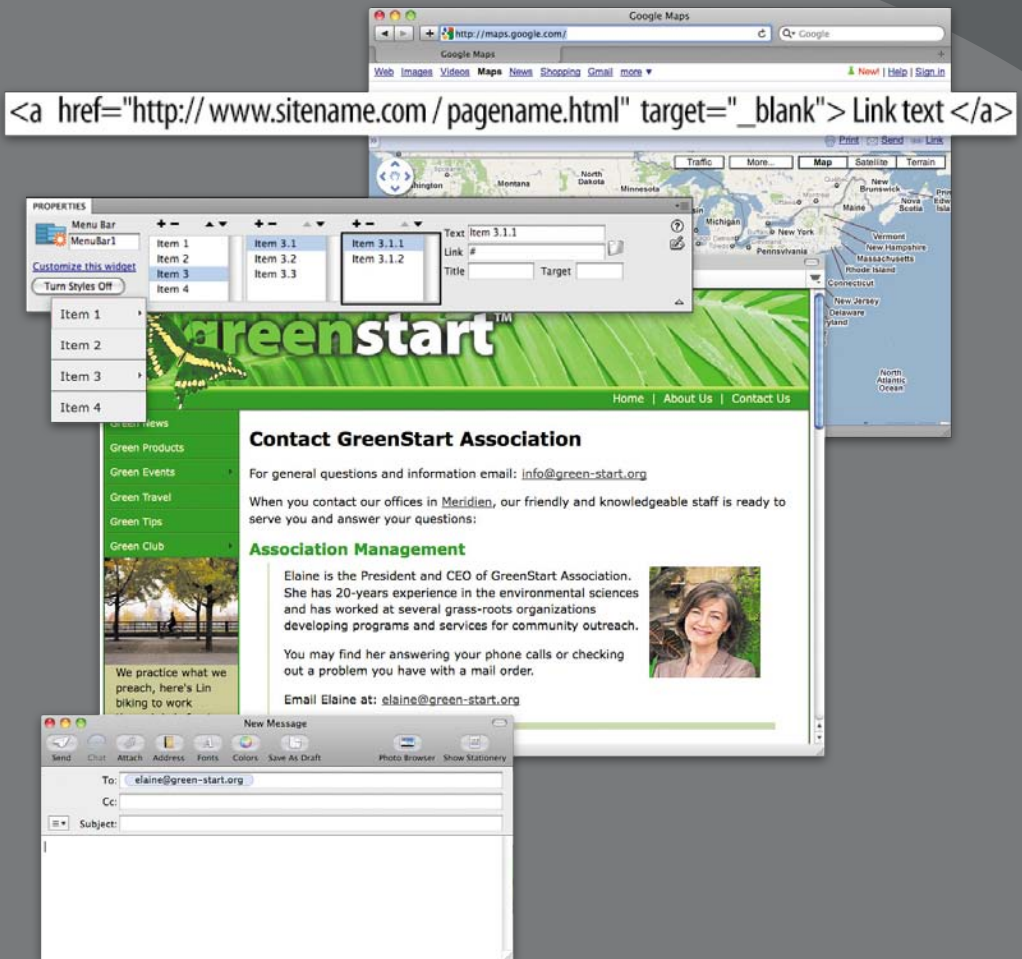 Google Maps
http://maps.google.com/
Google
Google Maps
Web Images Videos Maps News Shopping Gmail more ▼
New! | Help | Sign in
<a href="http:// www.sitename.com / pagename.html" target="_blank"> Link text </a>
Print Send Link
Traffic More... Map Satellite Terrain
Montana
North Dakota
Minnesota
Michigan
New York
Pennsylvania
Maine
New Brunswick
Nova Scotia
Vermont
New Hampshire
Massachusetts
Rhode Island
Connecticut
New Jersey
Delaware
North Atlantic Ocean
PROPERTIES
Menu Bar
MenuBar1
Customize this widget
Turn Styles Off
Item 1
Item 2
Item 3
Item 4
Item 3.1
Item 3.2
Item 3.3
Item 3.1.1
Item 3.1.2
Text Item 3.1.1
Link #
Title Target
Item 1
Item 2
Item 3
Item 4
greenstart™
Home | About Us | Contact Us
Green News
Green Products
Green Events
Green Travel
Green Tips
Green Club
We practice what we
preach, here's Lin
biking to work
Contact GreenStart Association
For general questions and information email: info@green-start.org
When you contact our offices in Meridien, our friendly and knowledgeable staff is ready to
serve you and answer your questions:
Association Management
Elaine is the President and CEO of GreenStart Association.
She has 20-years experience in the environmental sciences
and has worked at several grass-roots organizations
developing programs and services for community outreach.
You may find her answering your phone calls or checking
out a problem you have with a mail order.
Email Elaine at: elaine@green-start.org
New Message
Send Chat Attach Address Fonts Colors Save As Draft Photo Browser Show Stationery
To: elaine@green-start.org
Cc:
Subject: